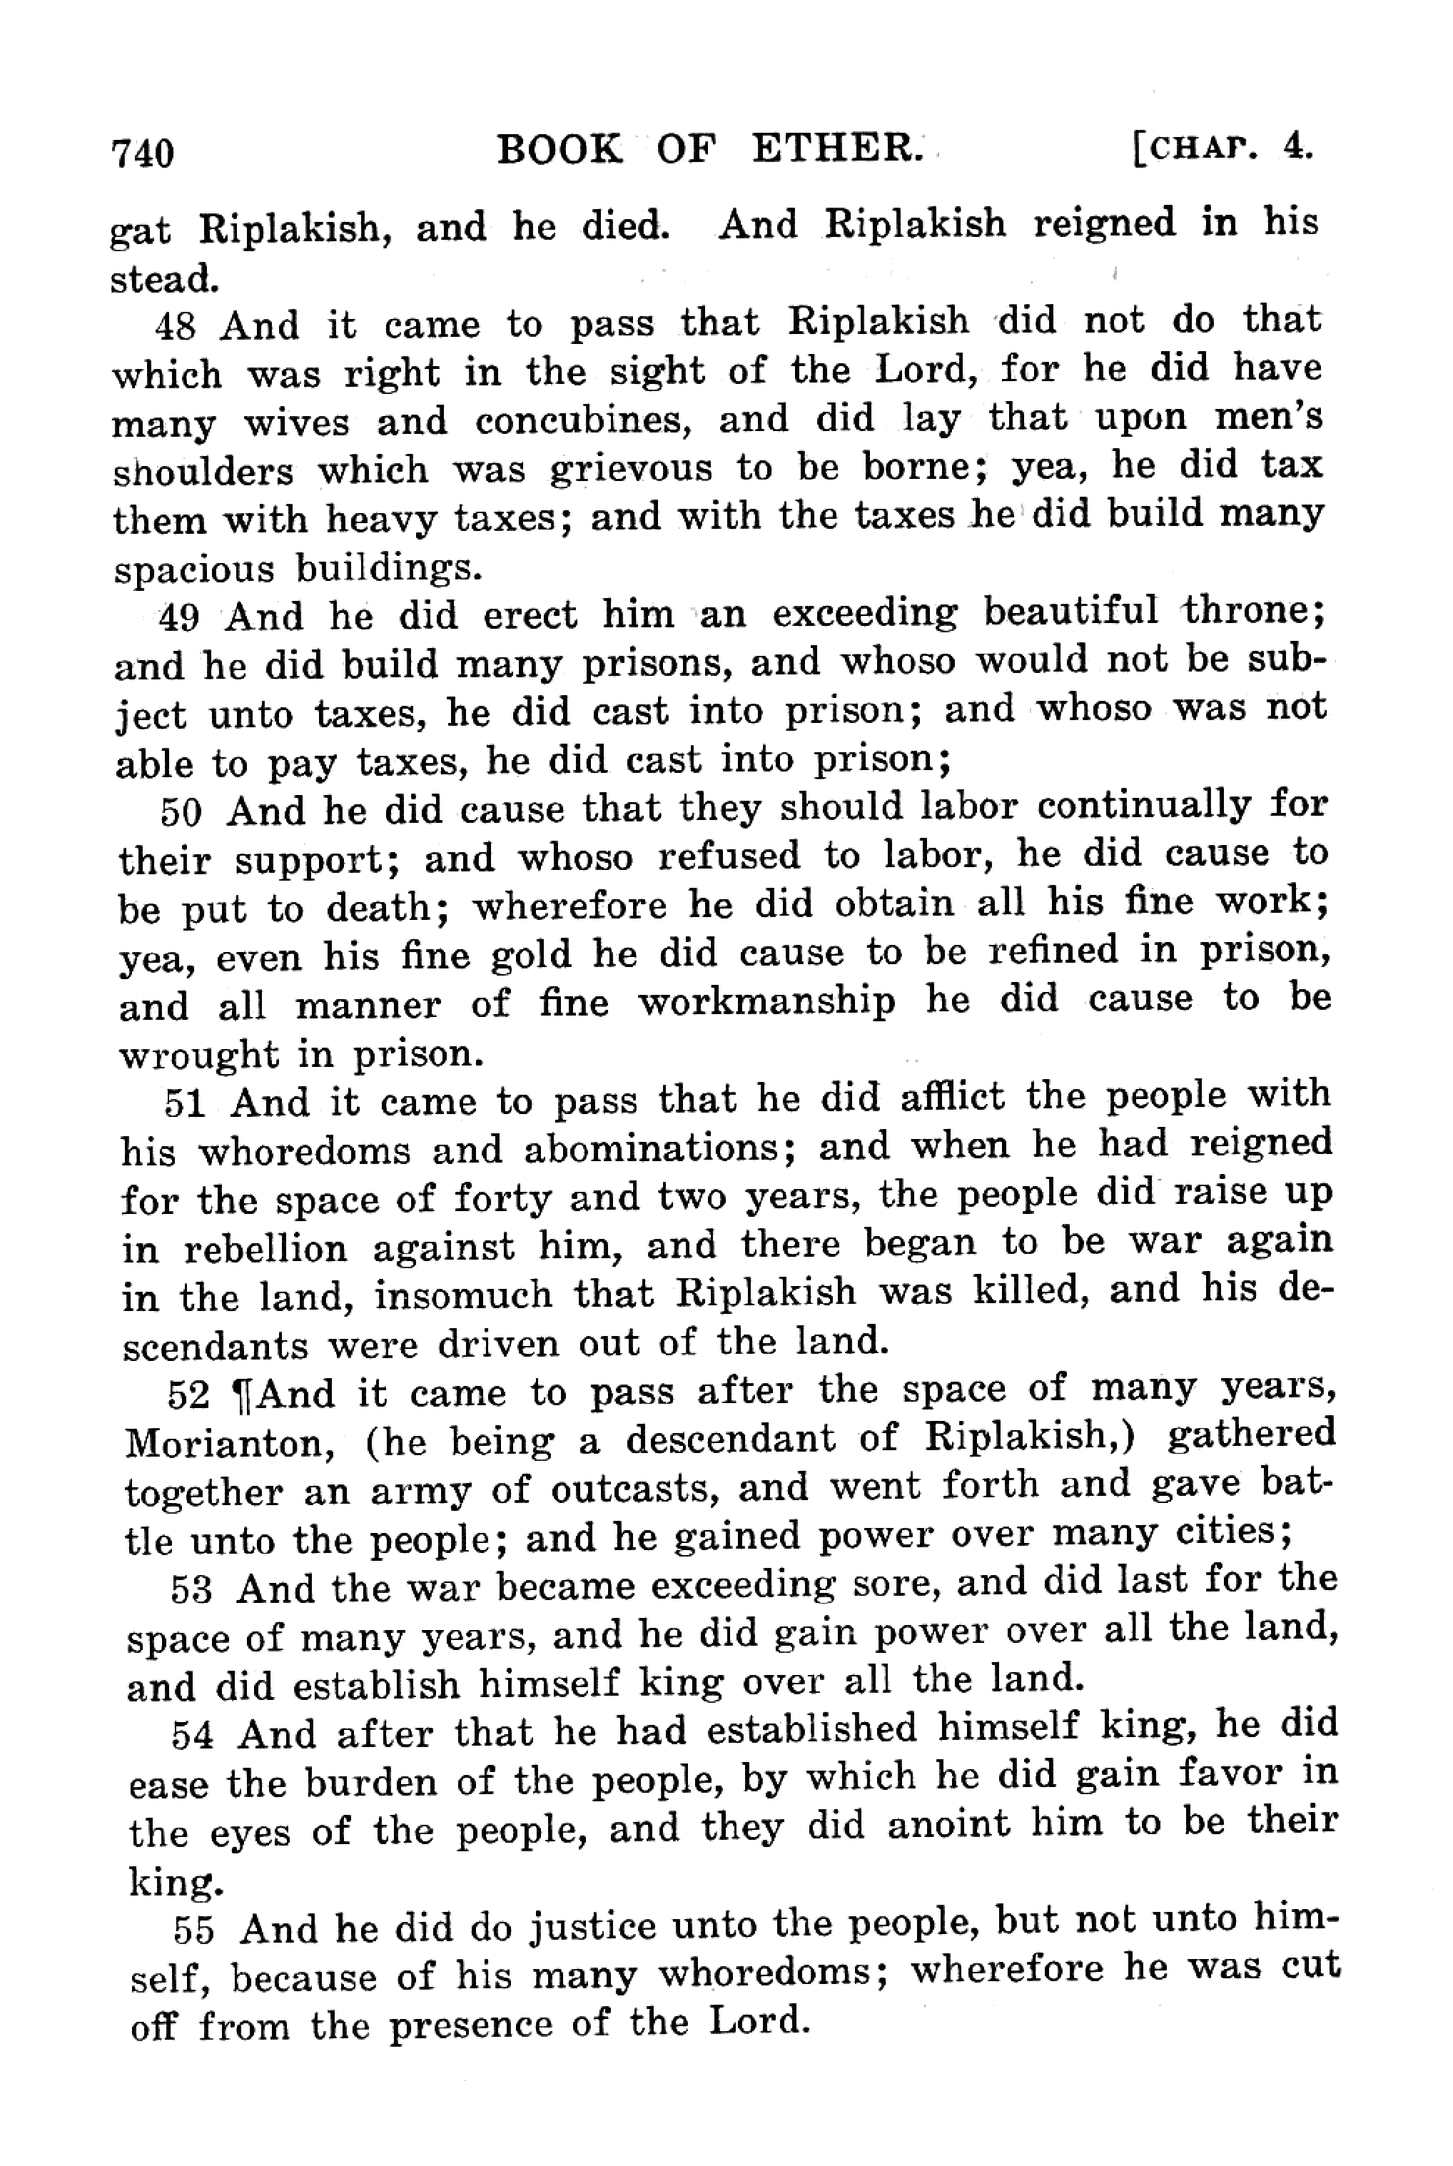 740 BOOK OF ETHER. [CHAP. 4.
gat Riplakish, and he died. And Riplakish reigned in his
stead.
48 And it came to pass that Riplakish did not do that
which was right in the sight of the Lord, for he did have
many wives and concubines, and did lay that upon men's
shoulders which was grievous to be borne; yea, he did tax
them with heavy taxes; and with the taxes he did build many
spacious buildings.
49 And he did erect him an exceeding beautiful throne;
and he did build many prisons, and whoso would not be sub-
ject unto taxes, he did cast into prison; and whoso was not
able to pay taxes, he did cast into prison;
50 And he did cause that they should labor continually for
their support; and whoso refused to labor, he did cause to
be put to death; wherefore he did obtain all his fine work;
yea, even his fine gold he did cause to be refined in prison,
and all manner of fine workmanship he did cause to be
wrought in prison.
51 And it came to pass that he did afflict the people with
his whoredoms and abominations; and when he had reigned
for the space of forty and two years, the people did raise up
in rebellion against him, and there began to be war again
in the land, insomuch that Riplakish was killed, and his de-
scendants were driven out of the land.
52 ¶And it came to pass after the space of many years,
Morianton, (he being a descendant of Riplakish,) gathered
together an army of outcasts, and went forth and gave bat-
tle unto the people; and he gained power over many cities;
53 And the war became exceeding sore, and did last for the
space of many years, and he did gain power over all the land,
and did establish himself king over all the land.
54 And after that he had established himself king, he did
ease the burden of the people, by which he did gain favor in
the eyes of the people, and they did anoint him to be their
king.
55 And he did do justice unto the people, but not unto him-
self, because of his many whoredoms; wherefore he was cut
off from the presence of the Lord.